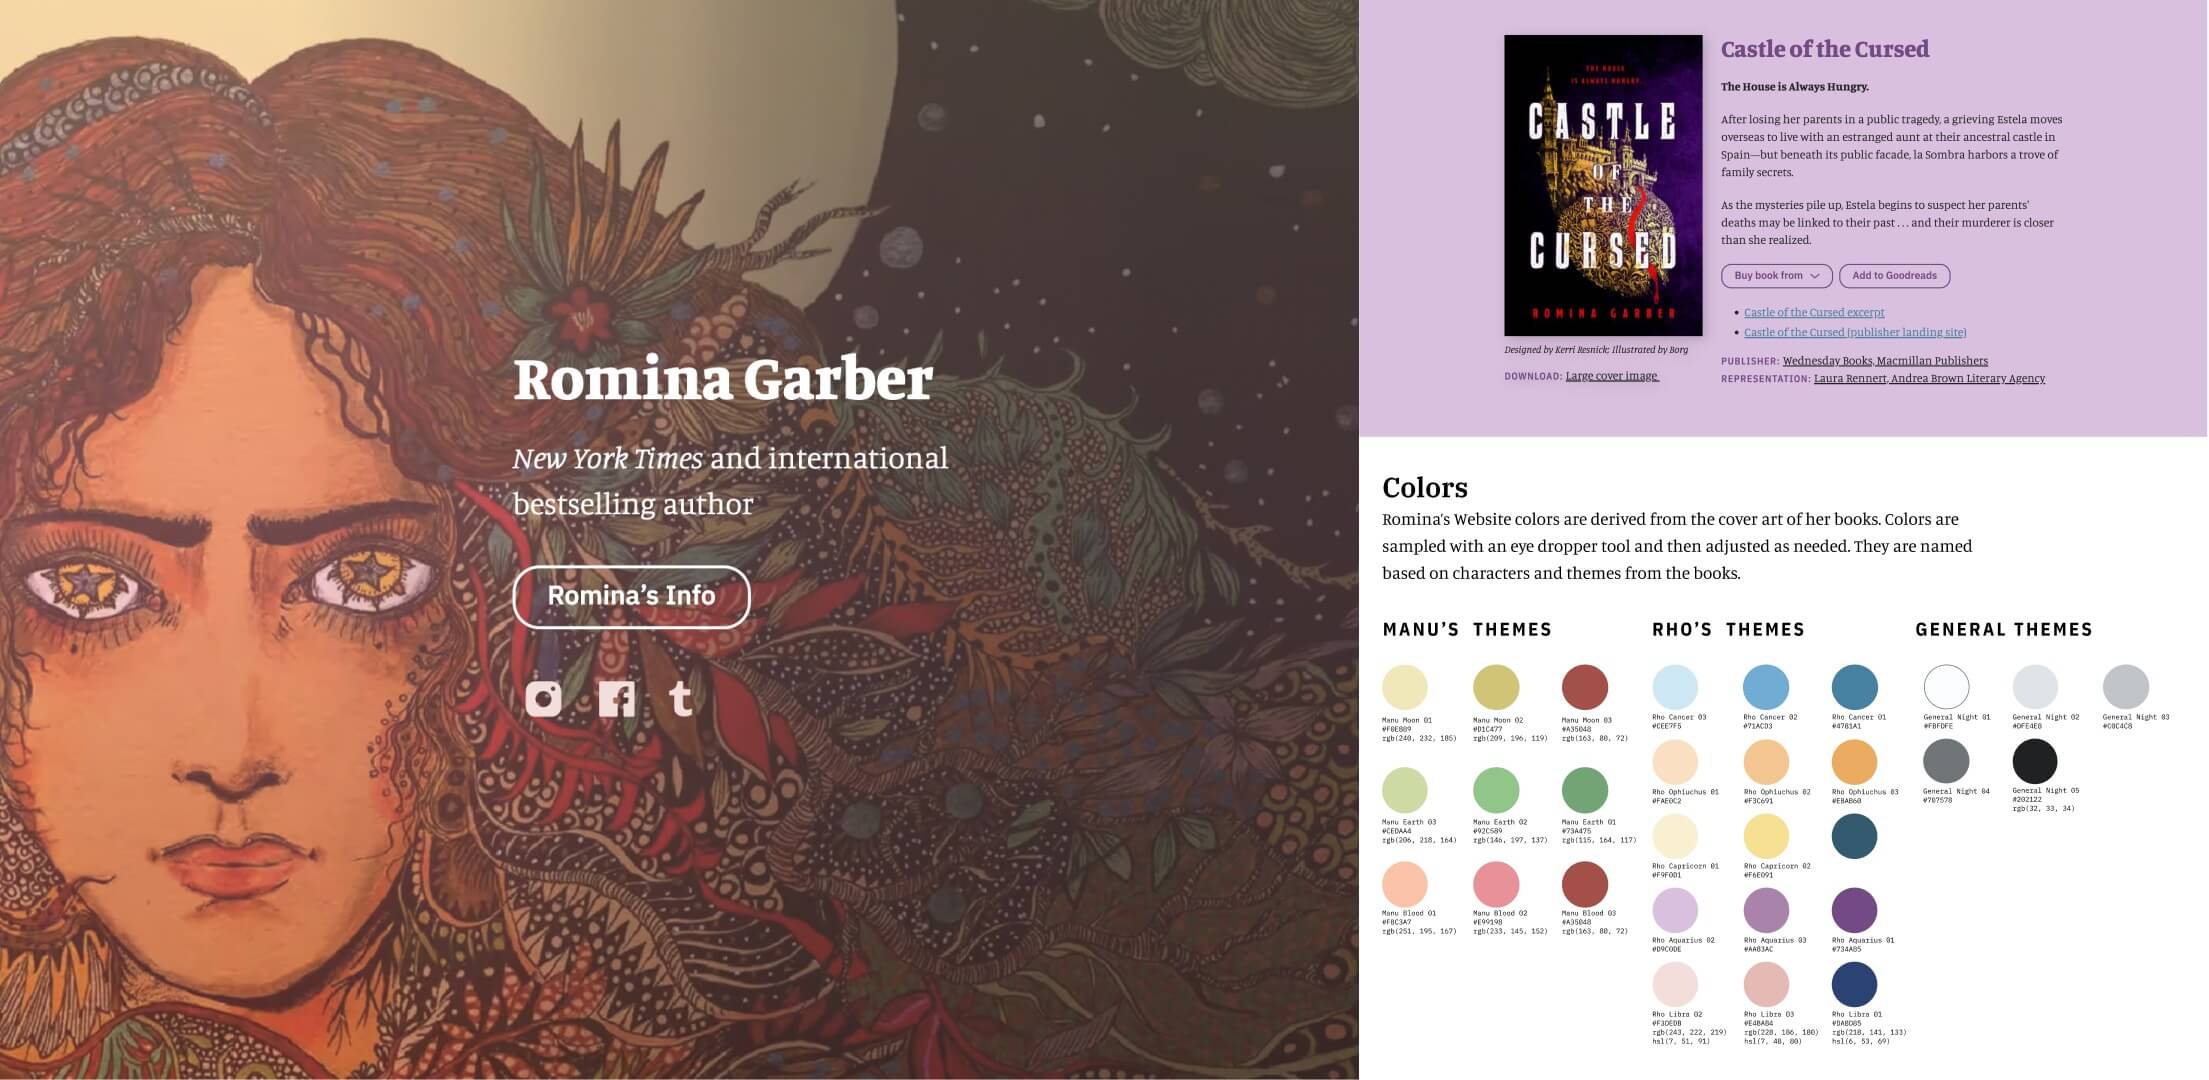 Romina Garber
New York Times and international
bestselling author
Romina's Info
THE HOUSE
IS ALWAYS HUNGRY.
CASTLE
OF
THE
CURSED
ROMINA GARBER
Designed by Kerri Resnick; Illustrated by Borg
DOWNLOAD: Large cover image
Castle of the Cursed
The House is Always Hungry.
After losing her parents in a public tragedy, a grieving Estela moves
overseas to live with an estranged aunt at their ancestral castle in
Spain—but beneath its public facade, la Sombra harbors a trove of
family secrets.
As the mysteries pile up, Estela begins to suspect her parents'
deaths may be linked to their past . . . and their murderer is closer
than she realized.
Buy book from
Add to Goodreads
• Castle of the Cursed excerpt
• Castle of the Cursed (publisher landing site)
PUBLISHER: Wednesday Books, Macmillan Publishers
REPRESENTATION: Laura Rennert, Andrea Brown Literary Agency
Colors
Romina's Website colors are derived from the cover art of her books. Colors are
sampled with an eye dropper tool and then adjusted as needed. They are named
based on characters and themes from the books.
MANU'S THEMES
Manu Moon 01
#F0E8B9
rgb(240, 232, 185)
Manu Moon 02
#D1C477
rgb(209, 196, 119)
Manu Moon 03
#A35048
rgb(163, 80, 72)
Manu Earth 03
#CEDAA4
rgb(206, 218, 164)
Manu Earth 02
#92C589
rgb(146, 197, 137)
Manu Earth 01
#73A475
rgb(115, 164, 117)
Manu Blood 01
#FBC3A7
rgb(251, 195, 167)
Manu Blood 02
#E99198
rgb(233, 145, 152)
Manu Blood 03
#A35048
rgb(163, 80, 72)
RHO'S THEMES
Rho Cancer 03
#CEE7F5
Rho Cancer 02
#71ACD3
Rho Cancer 01
#4781A1
Rho Ophiuchus 01
#FAE0C2
Rho Ophiuchus 02
#F3C691
Rho Ophiuchus 03
#EBAB60
Rho Capricorn 01
#F9F0D1
Rho Capricorn 02
#F6E091
Rho Aquarius 02
#D9C0DE
Rho Aquarius 03
#AA83AC
Rho Aquarius 01
#734A85
Rho Libra 02
#F3DEDB
rgb(243, 222, 219)
hsl(7, 51, 91)
Rho Libra 03
#E4BAB4
rgb(228, 186, 180)
hsl(7, 48, 80)
Rho Libra 01
#DA8D85
rgb(218, 141, 133)
hsl(6, 53, 69)
GENERAL THEMES
General Night 01
#FBFDFE
General Night 02
#DFE4E8
General Night 03
#C0C4C8
General Night 04
#707578
General Night 05
#202122
rgb(32, 33, 34)